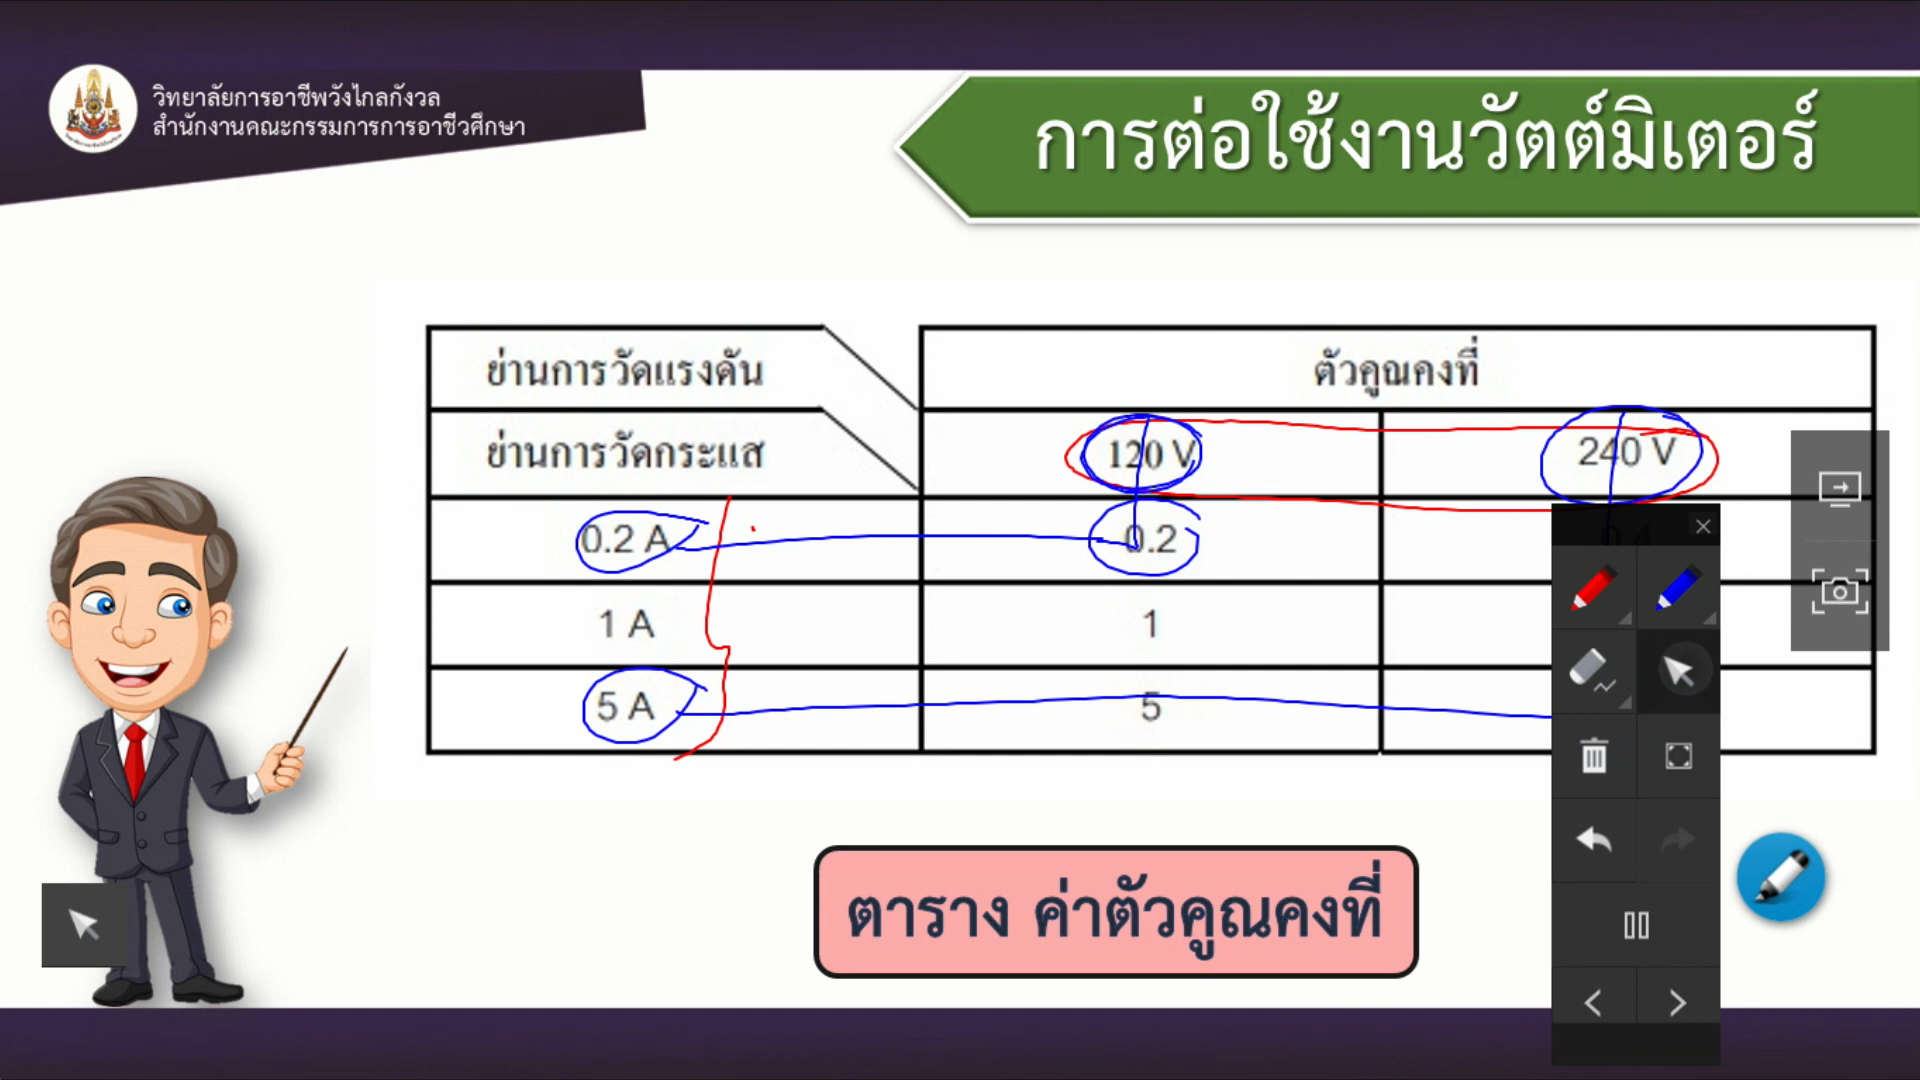 วิทยาลัยการอาชีพวังไกลกังวล
สำนักงานคณะกรรมการการอาชีวศึกษา
การต่อใช้งานวัตต์มิเตอร์
ย่านการวัดแรงดัน
ตัวคูณคงที่
ย่านการวัดกระแส
120 V
240 V
0.2 A
0.2
0.4
1 A
1
5 A
5
ตาราง ค่าตัวคูณคงที่